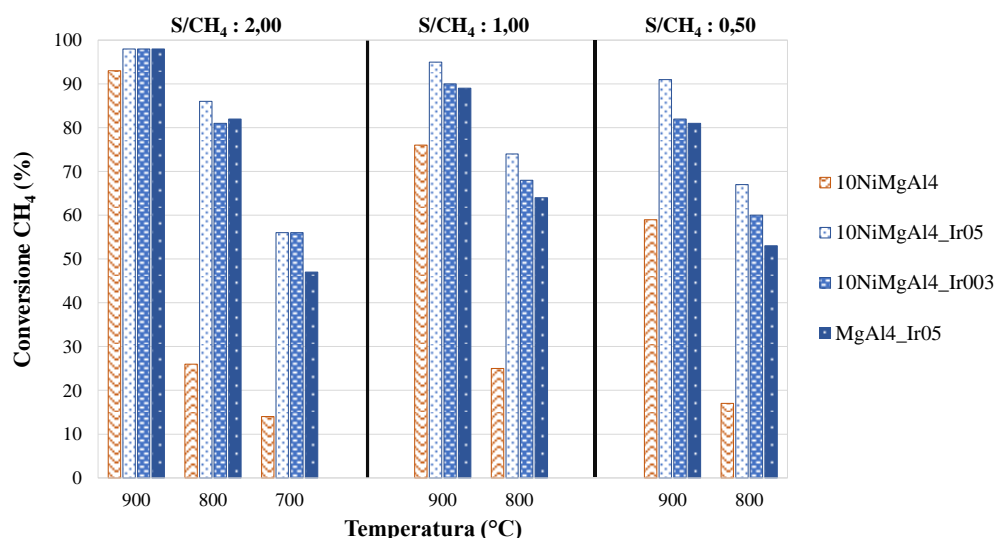 S/CH₄ : 2,00 S/CH₄ : 1,00 S/CH₄ : 0,50
100
90
80
70
60
50
40
30
20
10
0
Conversione CH₄ (%)
900 800 700 900 800 900 800
Temperatura (°C)
10NiMgAl4
10NiMgAl4_Ir05
10NiMgAl4_Ir003
MgAl4_Ir05